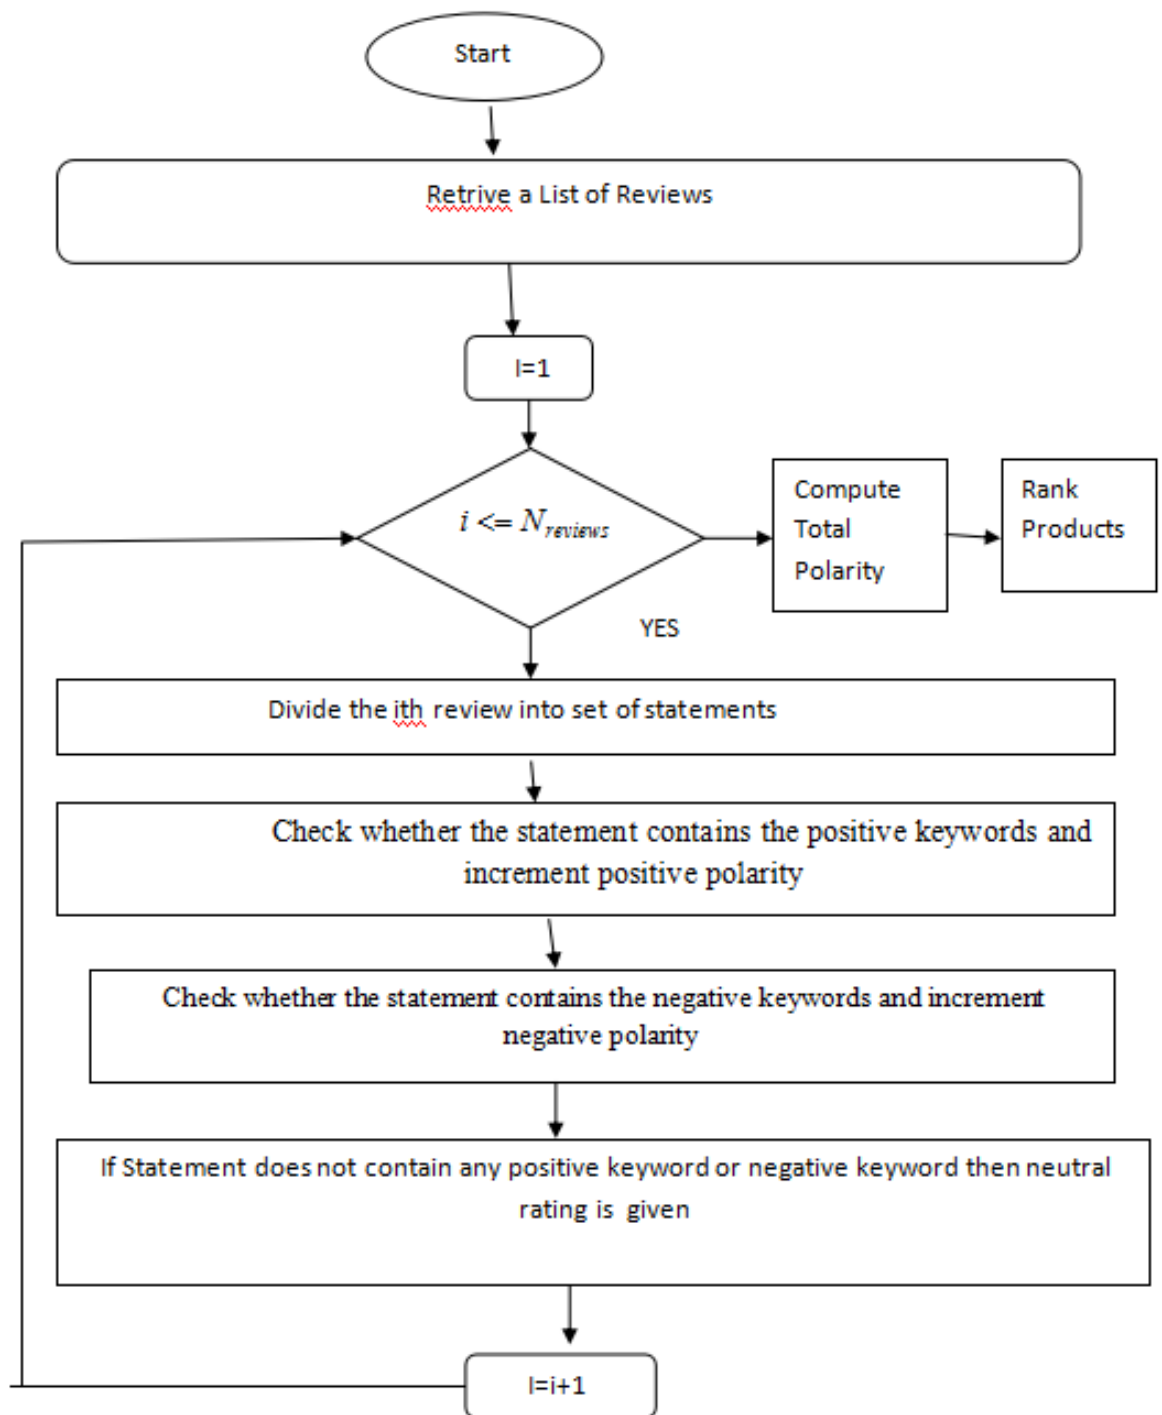 Start
Retrive a List of Reviews
I=1
i <= Nreviews
Compute
Total
Polarity
Rank
Products
YES
Divide the ith review into set of statements
Check whether the statement contains the positive keywords and
increment positive polarity
Check whether the statement contains the negative keywords and increment
negative polarity
If Statement does not contain any positive keyword or negative keyword then neutral
rating is given
I=i+1